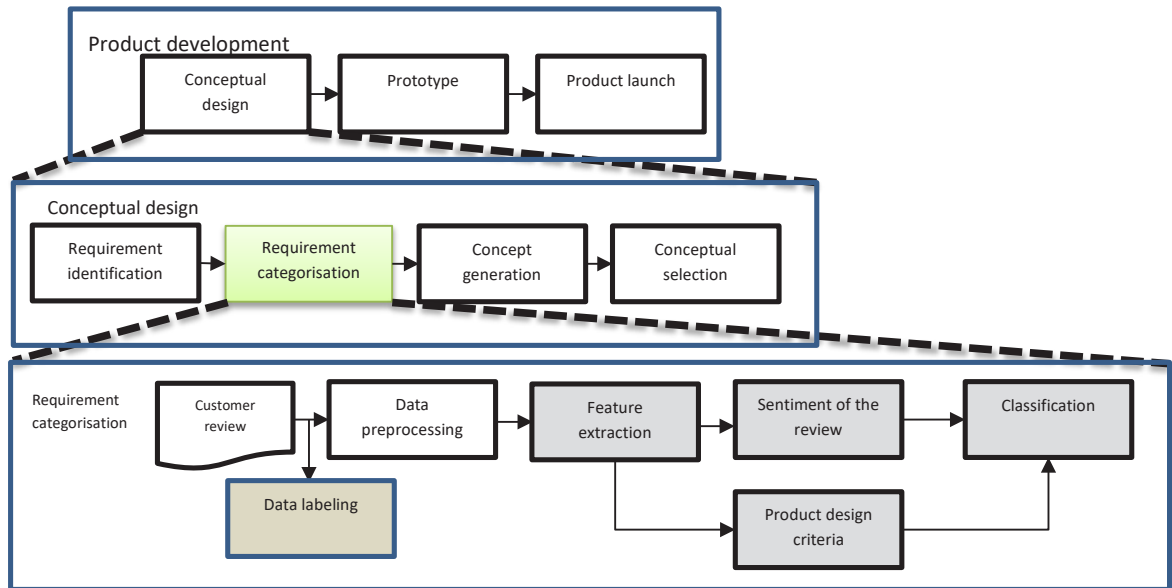 Product development
Conceptual
design
Prototype
Product launch
Conceptual design
Requirement
identification
Requirement
categorisation
Concept
generation
Conceptual
selection
Requirement
categorisation
Customer
review
Data
preprocessing
Feature
extraction
Sentiment of the
review
Classification
Data labeling
Product design
criteria